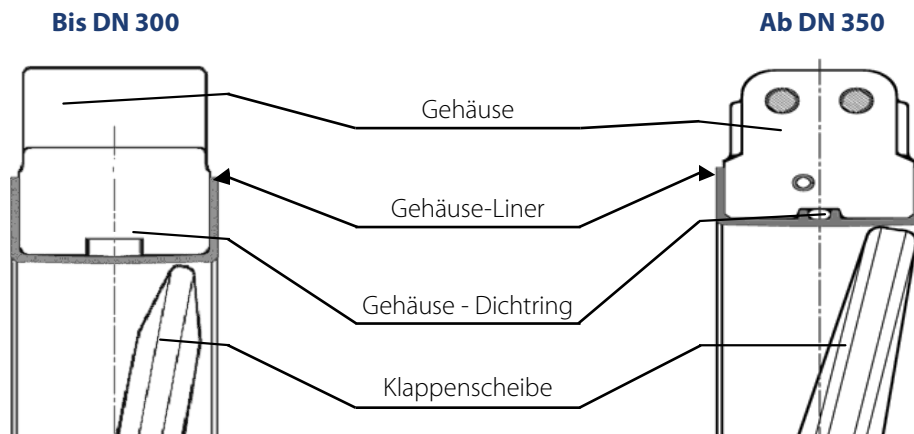 Bis DN 300
Ab DN 350
Gehäuse
Gehäuse-Liner
Gehäuse - Dichtring
Klappenscheibe